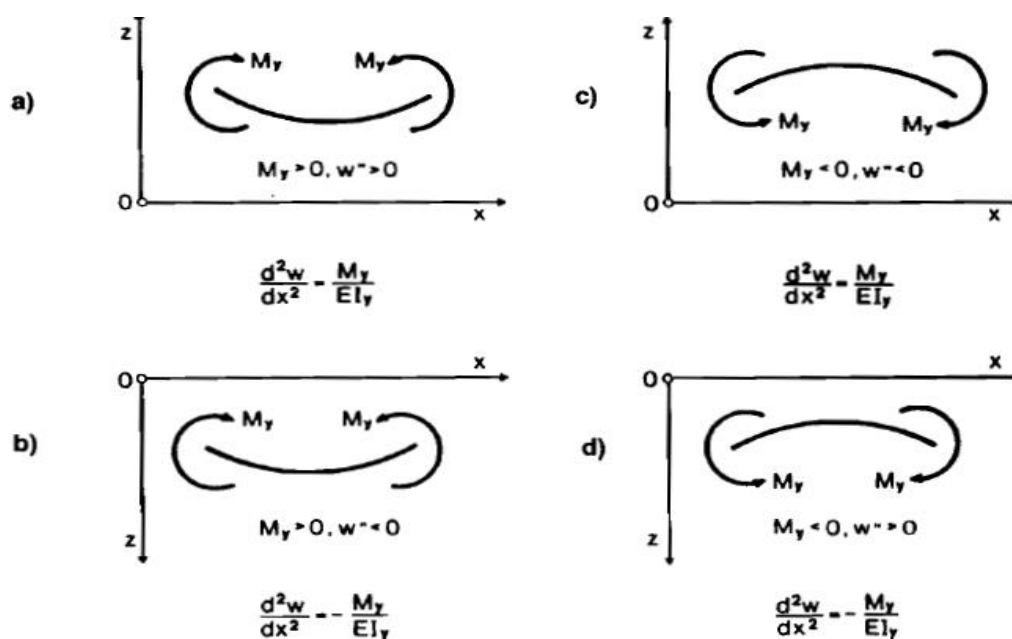 a)
z
My
My
My > 0, w" > 0
0
x
d²w/dx² = My/EIy
c)
z
My
My
My < 0, w" < 0
0
x
d²w/dx² = My/EIy
b)
0
x
My
My
My > 0, w" < 0
z
d²w/dx² = - My/EIy
d)
0
x
My
My
My < 0, w" > 0
z
d²w/dx² = - My/EIy